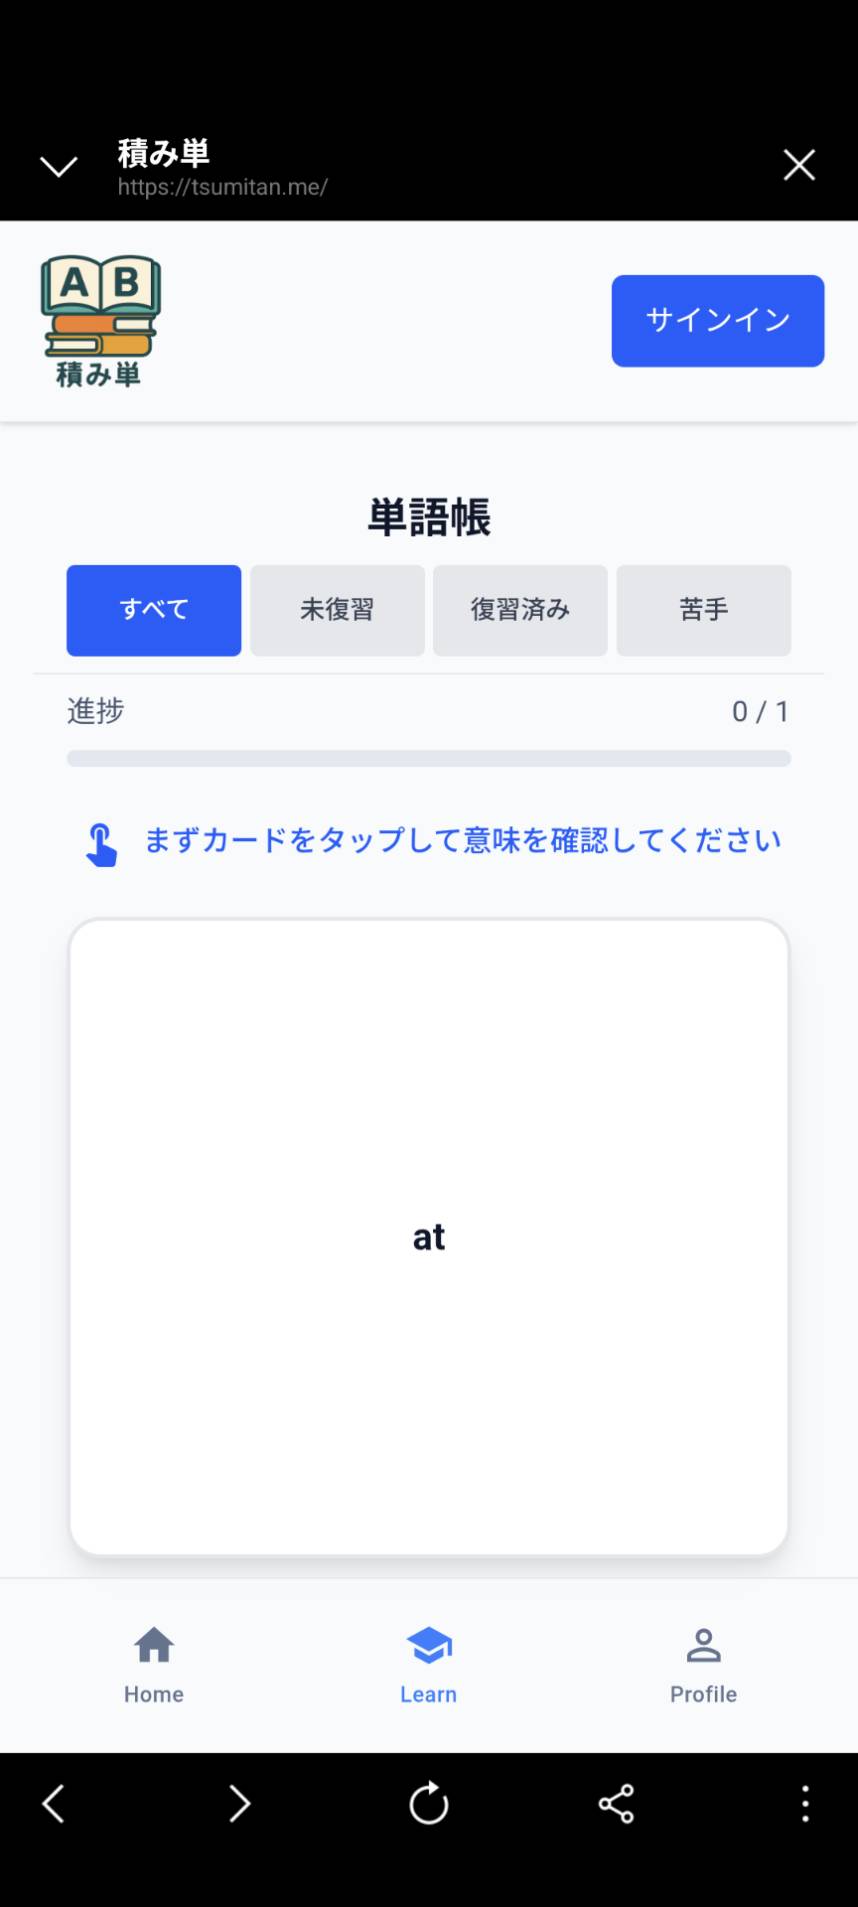 積み単
https://tsumitan.me/
A B
積み単
サインイン
単語帳
すべて 未復習 復習済み 苦手
進捗 0 / 1
まずカードをタップして意味を確認してください
at
Home Learn Profile